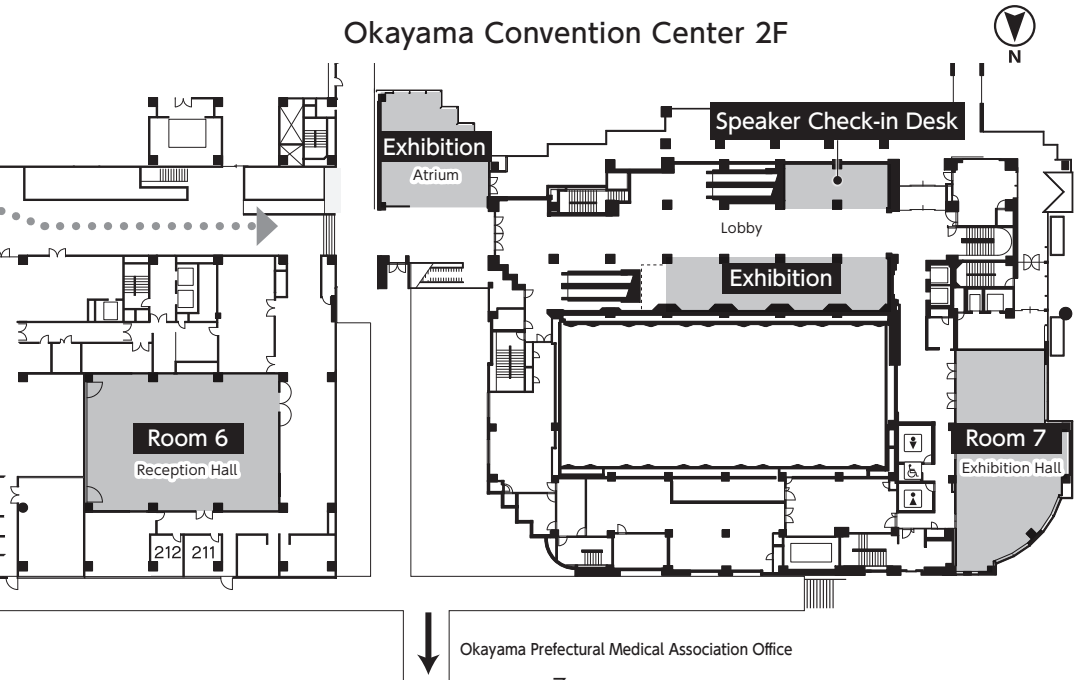 Okayama Convention Center 2F
N
Speaker Check-in Desk
Exhibition
Atrium
Lobby
Exhibition
Room 6
Reception Hall
Room 7
Exhibition Hall
212
211
Okayama Prefectural Medical Association Office